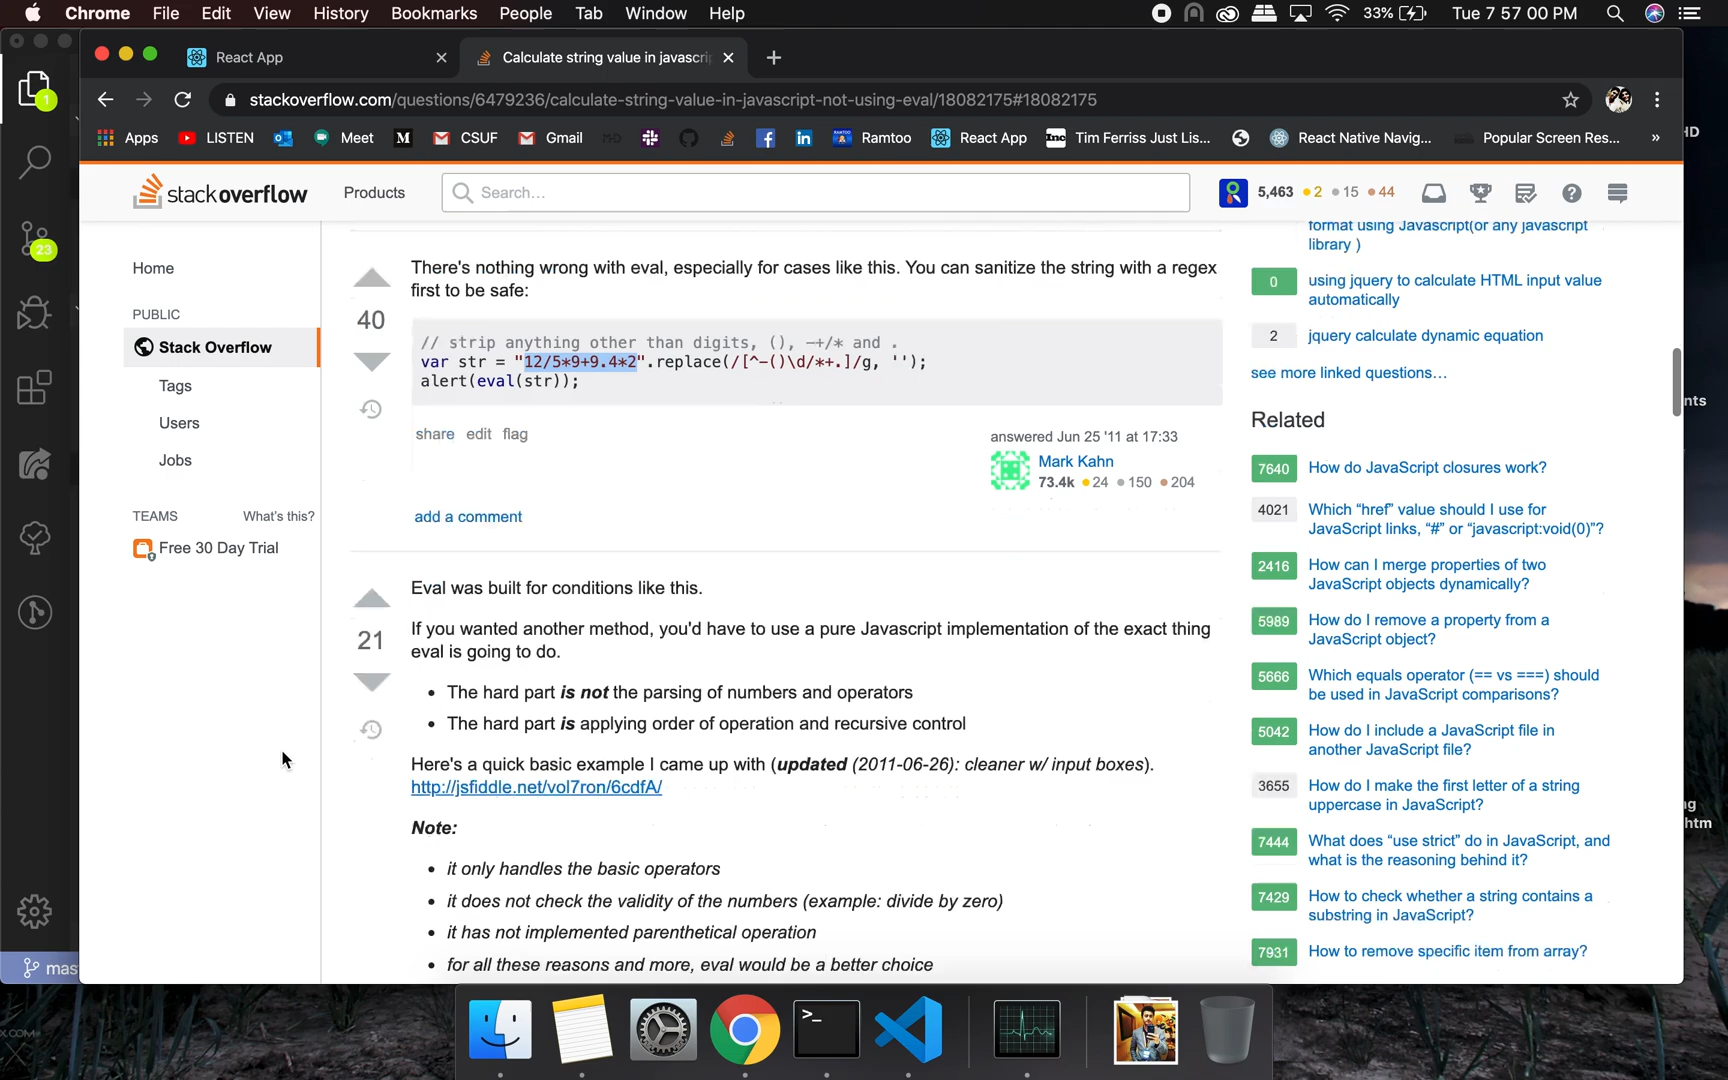 Chrome File Edit View History Bookmarks People Tab Window Help 33% Tue 7 57 00 PM
React App
Calculate string value in javascri
stackoverflow.com/questions/6479236/calculate-string-value-in-javascript-not-using-eval/18082175#18082175
Apps LISTEN Meet CSUF Gmail Ramtoo React App Tim Ferriss Just Lis... React Native Navig... Popular Screen Res... »
stackoverflow Products Search... 5,463 2 15 44
1
23
mas
HD
nts
ng
htm
Home
PUBLIC
Stack Overflow
Tags
Users
Jobs
TEAMS What's this?
Free 30 Day Trial
40
There's nothing wrong with eval, especially for cases like this. You can sanitize the string with a regex
first to be safe:
// strip anything other than digits, (), -+/* and .
var str = "12/5*9+9.4*2".replace(/[^-()\d/*+.]/g, '');
alert(eval(str));
share edit flag
answered Jun 25 '11 at 17:33
Mark Kahn
73.4k 24 150 204
add a comment
21
Eval was built for conditions like this.
If you wanted another method, you'd have to use a pure Javascript implementation of the exact thing
eval is going to do.
• The hard part is not the parsing of numbers and operators
• The hard part is applying order of operation and recursive control
Here's a quick basic example I came up with (updated (2011-06-26): cleaner w/ input boxes).
http://jsfiddle.net/vol7ron/6cdfA/
Note:
• it only handles the basic operators
• it does not check the validity of the numbers (example: divide by zero)
• it has not implemented parenthetical operation
• for all these reasons and more, eval would be a better choice
format using Javascript(or any javascript
library )
0 using jquery to calculate HTML input value
automatically
2 jquery calculate dynamic equation
see more linked questions…
Related
7640 How do JavaScript closures work?
4021 Which “href” value should I use for
JavaScript links, “#” or “javascript:void(0)”?
2416 How can I merge properties of two
JavaScript objects dynamically?
5989 How do I remove a property from a
JavaScript object?
5666 Which equals operator (== vs ===) should
be used in JavaScript comparisons?
5042 How do I include a JavaScript file in
another JavaScript file?
3655 How do I make the first letter of a string
uppercase in JavaScript?
7444 What does “use strict” do in JavaScript, and
what is the reasoning behind it?
7429 How to check whether a string contains a
substring in JavaScript?
7931 How to remove specific item from array?